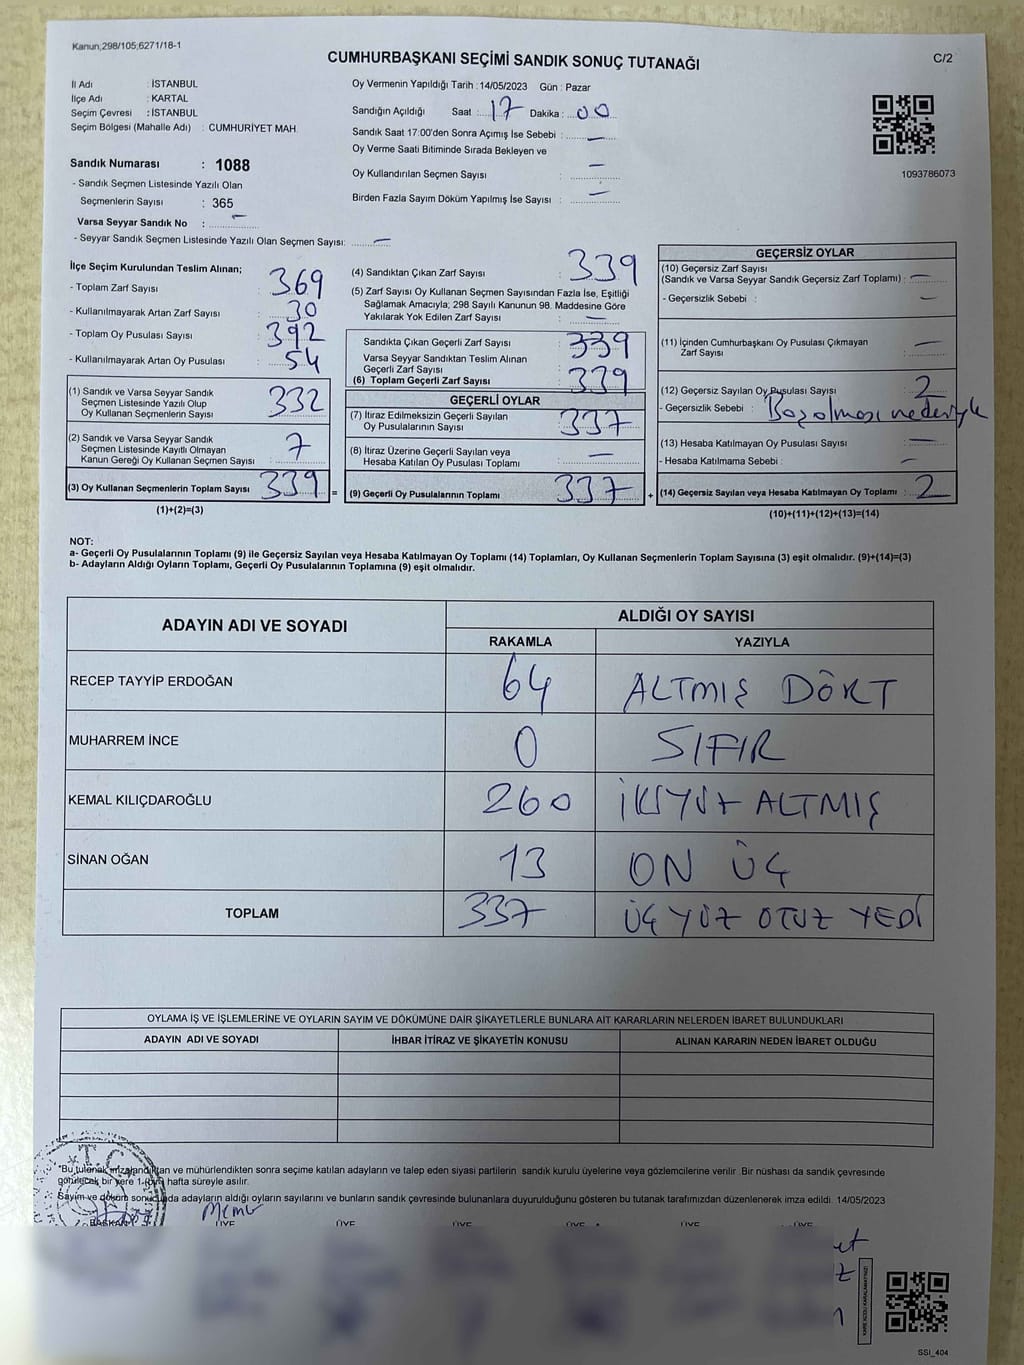 Kanun;298/105;6271/18-1
CUMHURBAŞKANI SEÇİMİ SANDIK SONUÇ TUTANAĞI
C/2
İl Adı : İSTANBUL
İlçe Adı : KARTAL
Seçim Çevresi : İSTANBUL
Seçim Bölgesi (Mahalle Adı) : CUMHURİYET MAH.
Sandık Numarası : 1088
- Sandık Seçmen Listesinde Yazılı Olan
Seçmenlerin Sayısı : 365
Varsa Seyyar Sandık No : —
- Seyyar Sandık Seçmen Listesinde Yazılı Olan Seçmen Sayısı: —
Oy Vermenin Yapıldığı Tarih : 14/05/2023 Gün : Pazar
Sandığın Açıldığı Saat : 17 Dakika : 00
Sandık Saat 17:00'den Sonra Açımış İse Sebebi : —
Oy Verme Saati Bitiminde Sırada Bekleyen ve
Oy Kullandırılan Seçmen Sayısı : —
Birden Fazla Sayım Döküm Yapılmış İse Sayısı : —
1093786073
İlçe Seçim Kurulundan Teslim Alınan;
- Toplam Zarf Sayısı : 369
- Kullanılmayarak Artan Zarf Sayısı : 30
- Toplam Oy Pusulası Sayısı : 392
- Kullanılmayarak Artan Oy Pusulası : 54
(1) Sandık ve Varsa Seyyar Sandık
Seçmen Listesinde Yazılı Olup
Oy Kullanan Seçmenlerin Sayısı : 332
(2) Sandık ve Varsa Seyyar Sandık
Seçmen Listesinde Kayıtlı Olmayan
Kanun Gereği Oy Kullanan Seçmen Sayısı : 7
(3) Oy Kullanan Seçmenlerin Toplam Sayısı : 339
(1)+(2)=(3)
(4) Sandıktan Çıkan Zarf Sayısı : 339
(5) Zarf Sayısı Oy Kullanan Seçmen Sayısından Fazla İse, Eşitliği
Sağlamak Amacıyla; 298 Sayılı Kanunun 98. Maddesine Göre
Yakılarak Yok Edilen Zarf Sayısı : —
Sandıkta Çıkan Geçerli Zarf Sayısı : 339
Varsa Seyyar Sandıktan Teslim Alınan
Geçerli Zarf Sayısı :
(6) Toplam Geçerli Zarf Sayısı : 339
GEÇERLİ OYLAR
(7) İtiraz Edilmeksizin Geçerli Sayılan
Oy Pusulalarının Sayısı : 337
(8) İtiraz Üzerine Geçerli Sayılan veya
Hesaba Katılan Oy Pusulası Toplamı : —
= (9) Geçerli Oy Pusulalarının Toplamı : 337
GEÇERSİZ OYLAR
(10) Geçersiz Zarf Sayısı
(Sandık ve Varsa Seyyar Sandık Geçersiz Zarf Toplamı) : —
- Geçersizlik Sebebi : —
(11) İçinden Cumhurbaşkanı Oy Pusulası Çıkmayan
Zarf Sayısı : —
(12) Geçersiz Sayılan Oy Pusulası Sayısı : 2
- Geçersizlik Sebebi : Boş olması nedeniyle
(13) Hesaba Katılmayan Oy Pusulası Sayısı : —
- Hesaba Katılmama Sebebi : —
+ (14) Geçersiz Sayılan veya Hesaba Katılmayan Oy Toplamı : 2
(10)+(11)+(12)+(13)=(14)
NOT:
a- Geçerli Oy Pusulalarının Toplamı (9) ile Geçersiz Sayılan veya Hesaba Katılmayan Oy Toplamı (14) Toplamları, Oy Kullanan Seçmenlerin Toplam Sayısına (3) eşit olmalıdır. (9)+(14)=(3)
b- Adayların Aldığı Oyların Toplamı, Geçerli Oy Pusulalarının Toplamına (9) eşit olmalıdır.
ADAYIN ADI VE SOYADI
ALDIĞI OY SAYISI
RAKAMLA YAZIYLA
RECEP TAYYİP ERDOĞAN 64 ALTMIŞ DÖRT
MUHARREM İNCE 0 SIFIR
KEMAL KILIÇDAROĞLU 260 İKİYÜZ ALTMIŞ
SİNAN OĞAN 13 ON ÜÇ
TOPLAM 337 ÜÇ YÜZ OTUZ YEDİ
OYLAMA İŞ VE İŞLEMLERİNE VE OYLARIN SAYIM VE DÖKÜMÜNE DAİR ŞİKAYETLERLE BUNLARA AİT KARARLARIN NELERDEN İBARET BULUNDUKLARI
ADAYIN ADI VE SOYADI İHBAR İTİRAZ VE ŞİKAYETİN KONUSU ALINAN KARARIN NEDEN İBARET OLDUĞU
T.C.
"Bu tutanak imzalandıktan ve mühürlendikten sonra seçime katılan adayların ve talep eden siyasi partilerin sandık kurulu üyelerine veya gözlemcilerine verilir. Bir nüshası da sandık çevresinde
görülecek bir yere 1 (bir) hafta süreyle asılır.
Sayım ve döküm sonucunda adayların aldığı oyların sayılarını ve bunların sandık çevresinde bulunanlara duyurulduğunu gösteren bu tutanak tarafımızdan düzenlenerek imza edildi. 14/05/2023
BAŞKAN ÜYE ÜYE ÜYE ÜYE ÜYE ÜYE
SSI_404